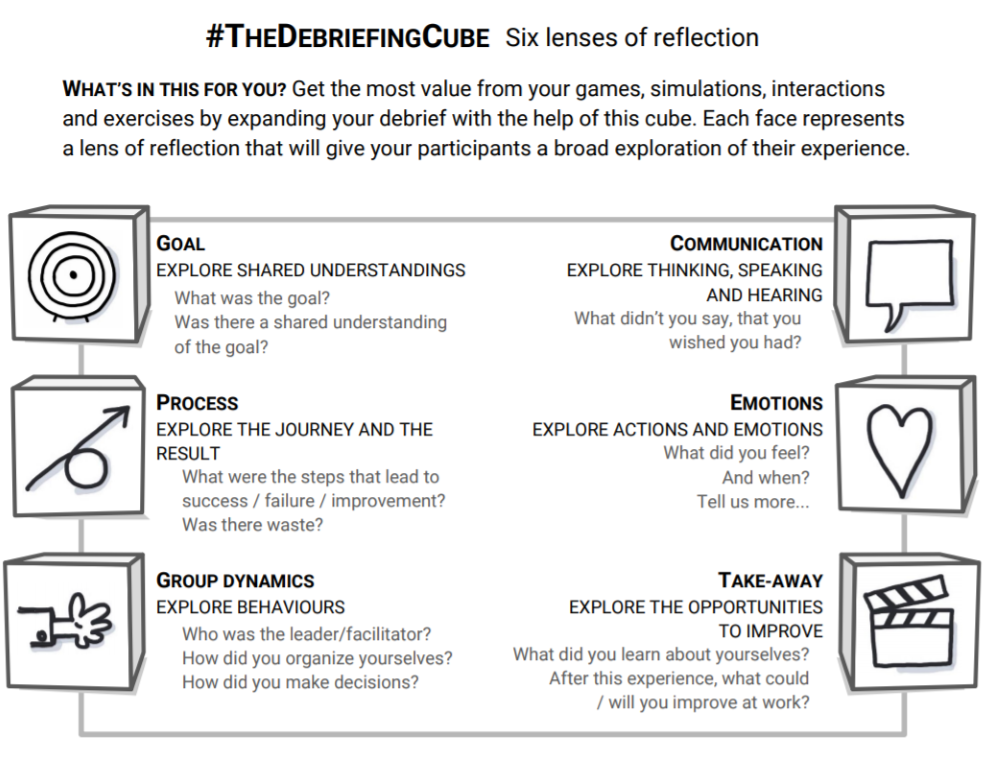 #TheDebriefingCube Six lenses of reflection
What's in this for you? Get the most value from your games, simulations, interactions
and exercises by expanding your debrief with the help of this cube. Each face represents
a lens of reflection that will give your participants a broad exploration of their experience.
Goal
EXPLORE SHARED UNDERSTANDINGS
What was the goal?
Was there a shared understanding
of the goal?
Process
EXPLORE THE JOURNEY AND THE
RESULT
What were the steps that lead to
success / failure / improvement?
Was there waste?
Group dynamics
EXPLORE BEHAVIOURS
Who was the leader/facilitator?
How did you organize yourselves?
How did you make decisions?
Communication
EXPLORE THINKING, SPEAKING
AND HEARING
What didn't you say, that you
wished you had?
Emotions
EXPLORE ACTIONS AND EMOTIONS
What did you feel?
And when?
Tell us more...
Take-away
EXPLORE THE OPPORTUNITIES
TO IMPROVE
What did you learn about yourselves?
After this experience, what could
/ will you improve at work?